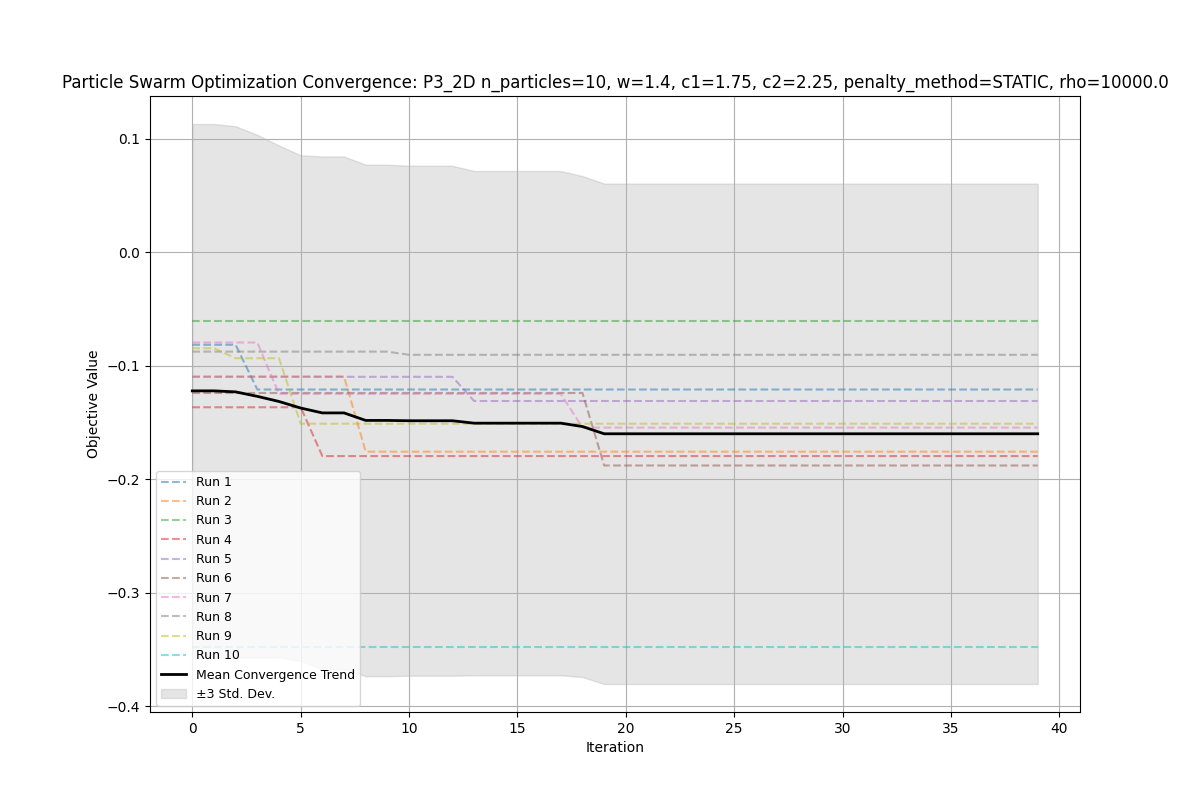 Particle Swarm Optimization Convergence: P3_2D n_particles=10, w=1.4, c1=1.75, c2=2.25, penalty_method=STATIC, rho=10000.0
0.1
0.0
−0.1
−0.2
−0.3
−0.4
Objective Value
Run 1
Run 2
Run 3
Run 4
Run 5
Run 6
Run 7
Run 8
Run 9
Run 10
Mean Convergence Trend
±3 Std. Dev.
0 5 10 15 20 25 30 35 40
Iteration